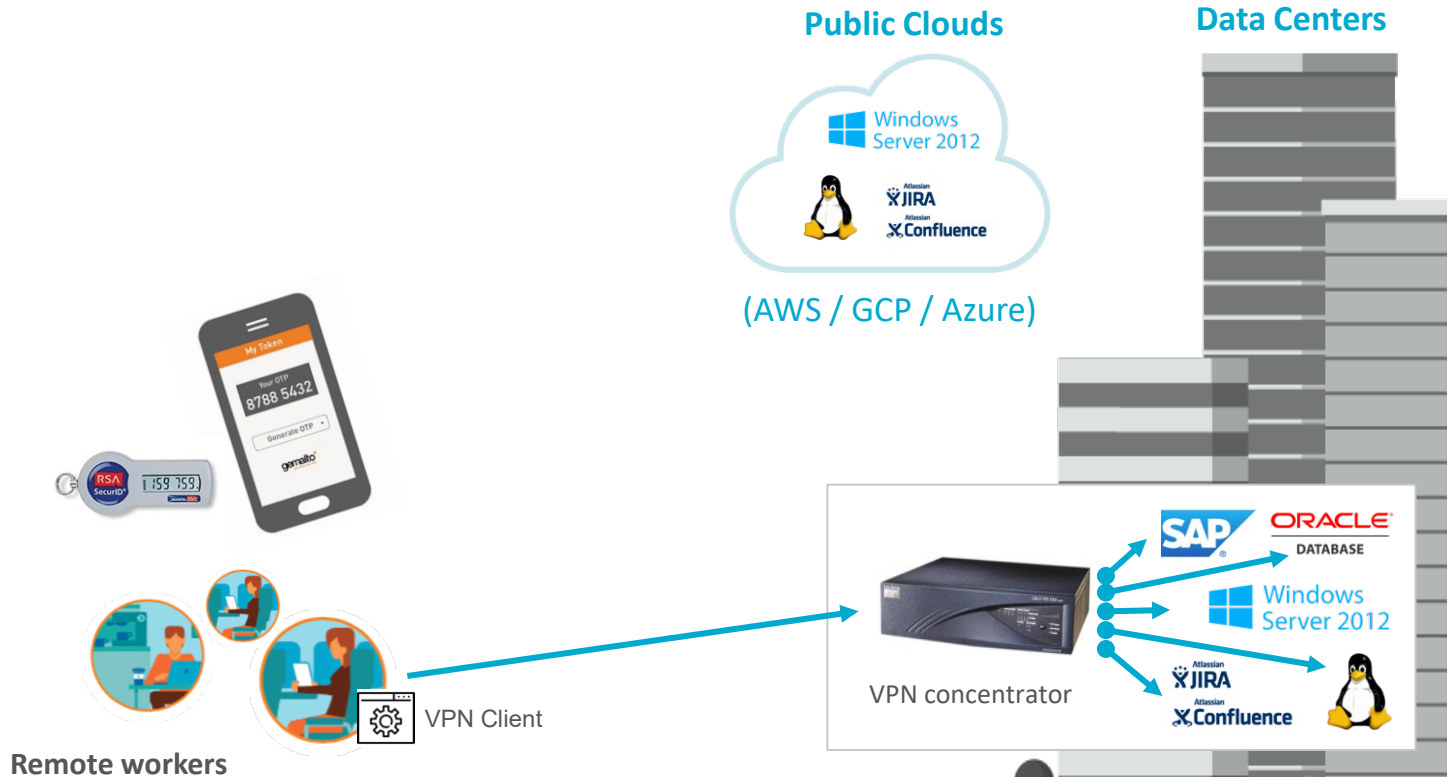 Public Clouds
Data Centers
Windows
Server 2012
Atlassian
JIRA
Atlassian
Confluence
(AWS / GCP / Azure)
My Token
Your OTP
8788 5432
Generate OTP
gemalto
RSA
SecurID
159 759
SAP
ORACLE
DATABASE
Windows
Server 2012
Atlassian
JIRA
Atlassian
Confluence
VPN concentrator
VPN Client
Remote workers